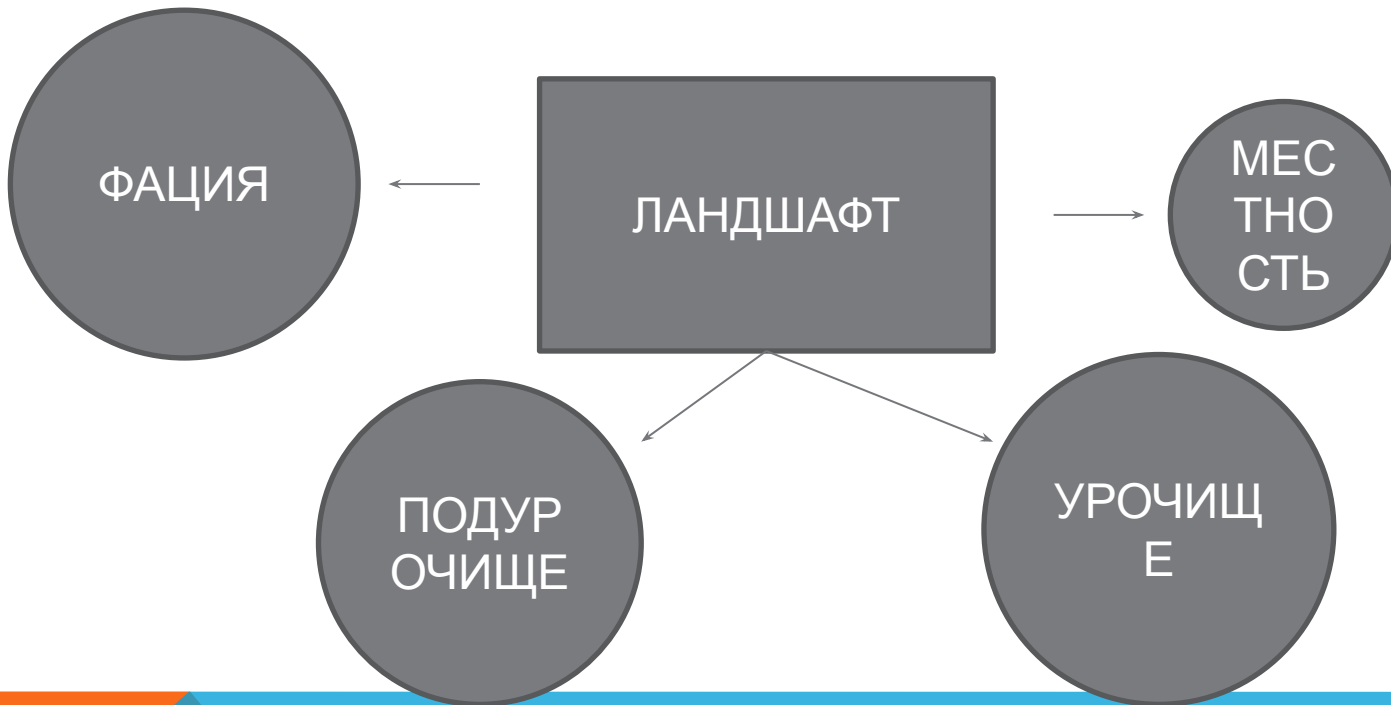 ФАЦИЯ
ЛАНДШАФТ
МЕС
ТНО
СТЬ
ПОДУР
ОЧИЩЕ
УРОЧИЩ
Е